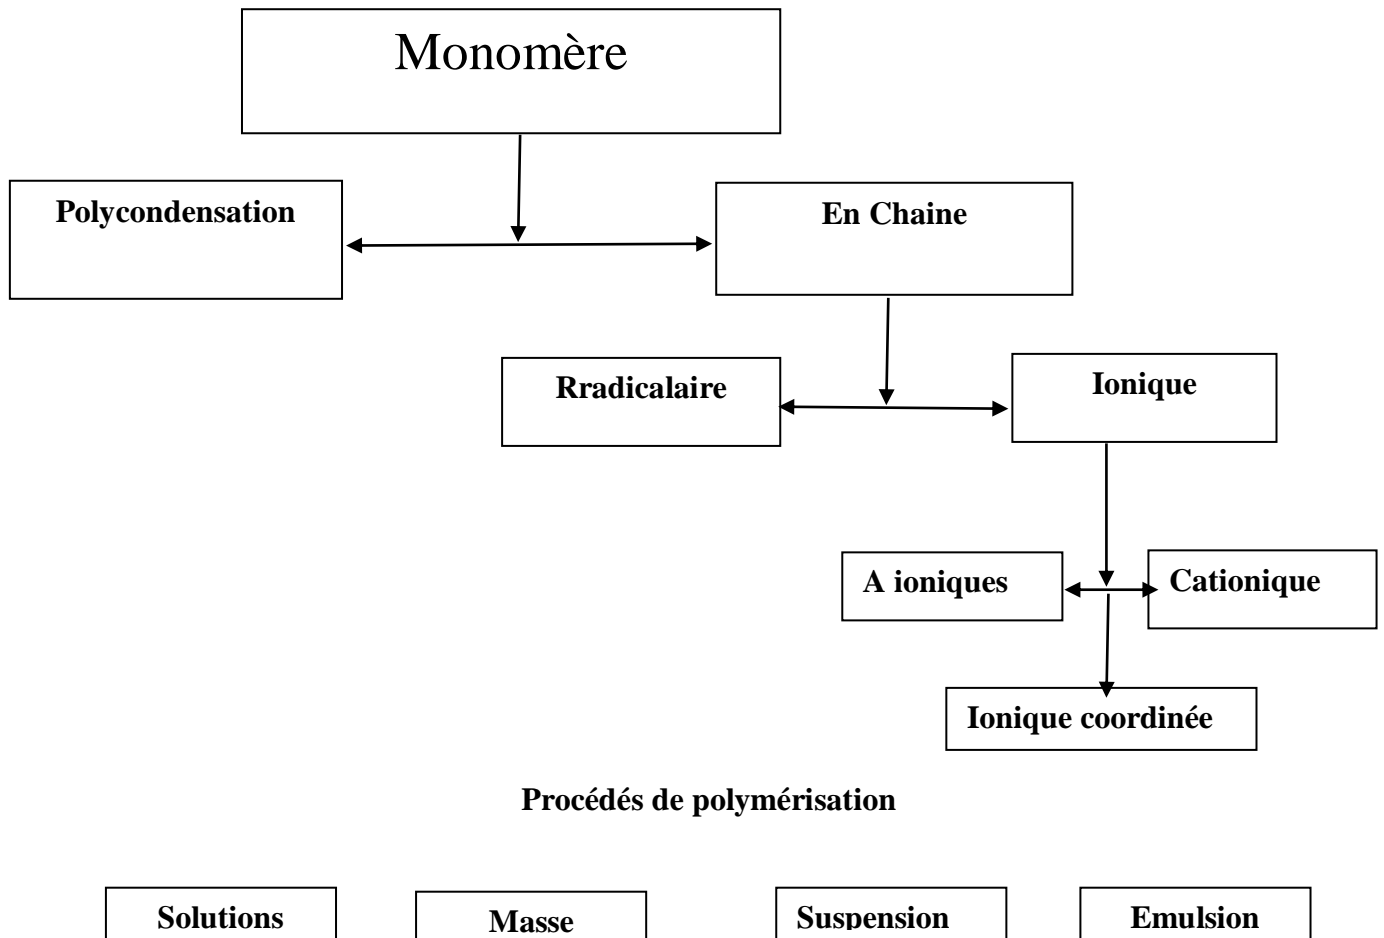 Monomère
Polycondensation
En Chaine
Rradicalaire
Ionique
A ioniques
Cationique
Ionique coordinée
Procédés de polymérisation
Solutions
Masse
Suspension
Emulsion